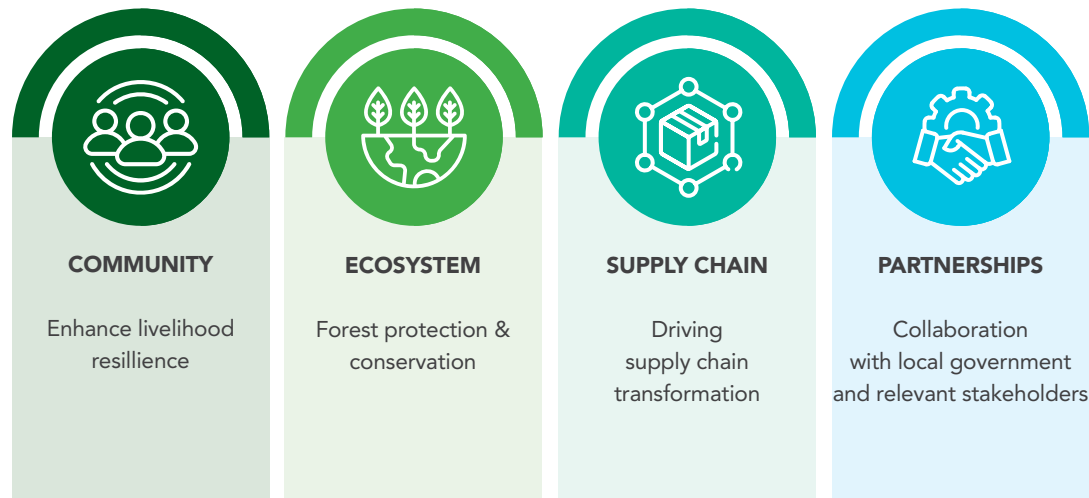 COMMUNITY
Enhance livelihood
resillience
ECOSYSTEM
Forest protection &
conservation
SUPPLY CHAIN
Driving
supply chain
transformation
PARTNERSHIPS
Collaboration
with local government
and relevant stakeholders